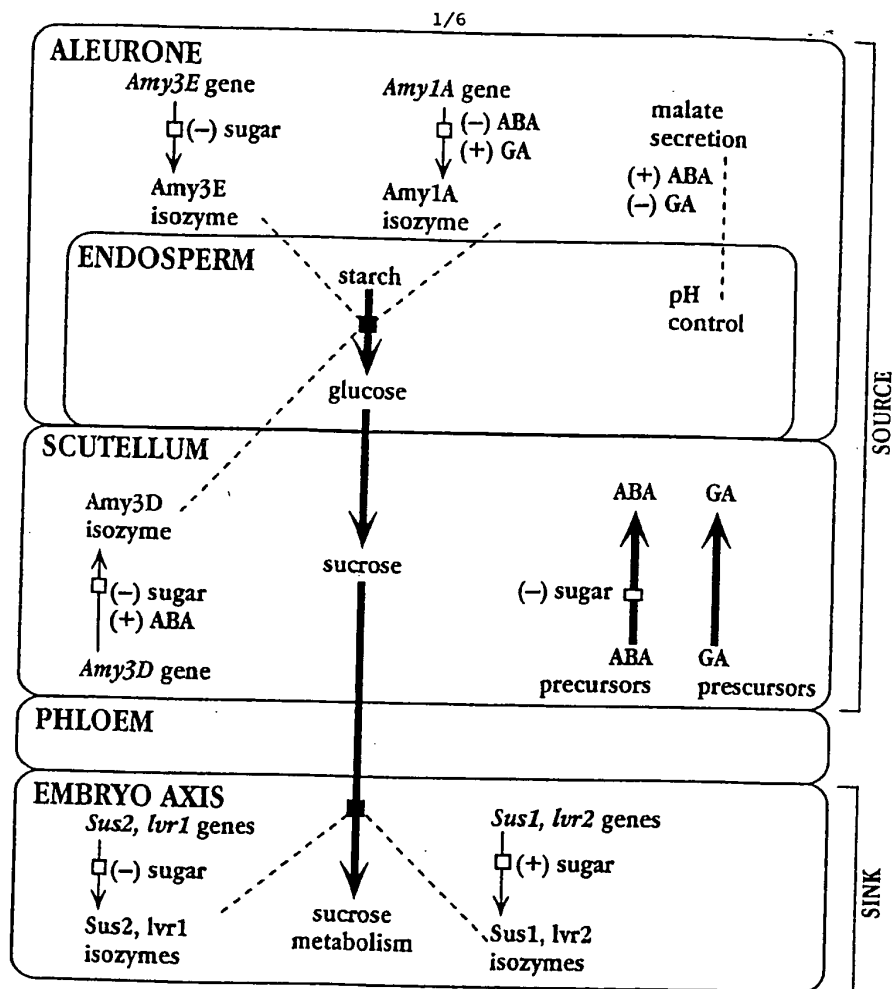 1/6
ALEURONE
Amy3E gene
(−) sugar
Amy3E
isozyme
Amy1A gene
(−) ABA
(+) GA
Amy1A
isozyme
malate
secretion
(+) ABA
(−) GA
ENDOSPERM
starch
glucose
pH
control
SOURCE
SCUTELLUM
Amy3D
isozyme
(−) sugar
(+) ABA
Amy3D gene
sucrose
ABA
GA
(−) sugar
ABA
precursors
GA
prescursors
PHLOEM
EMBRYO AXIS
Sus2, lvr1 genes
(−) sugar
Sus2, lvr1
isozymes
sucrose
metabolism
Sus1, lvr2 genes
(+) sugar
Sus1, lvr2
isozymes
SINK